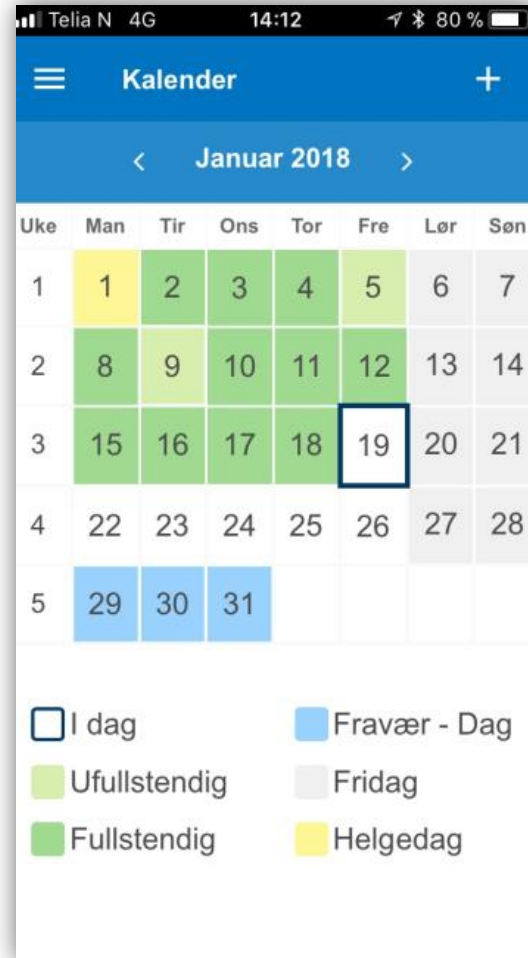 Telia N 4G 14:12 80 %
Kalender +
< Januar 2018 >
Uke Man Tir Ons Tor Fre Lør Søn
1 1 2 3 4 5 6 7
2 8 9 10 11 12 13 14
3 15 16 17 18 19 20 21
4 22 23 24 25 26 27 28
5 29 30 31
I dag Fravær - Dag
Ufullstendig Fridag
Fullstendig Helgedag